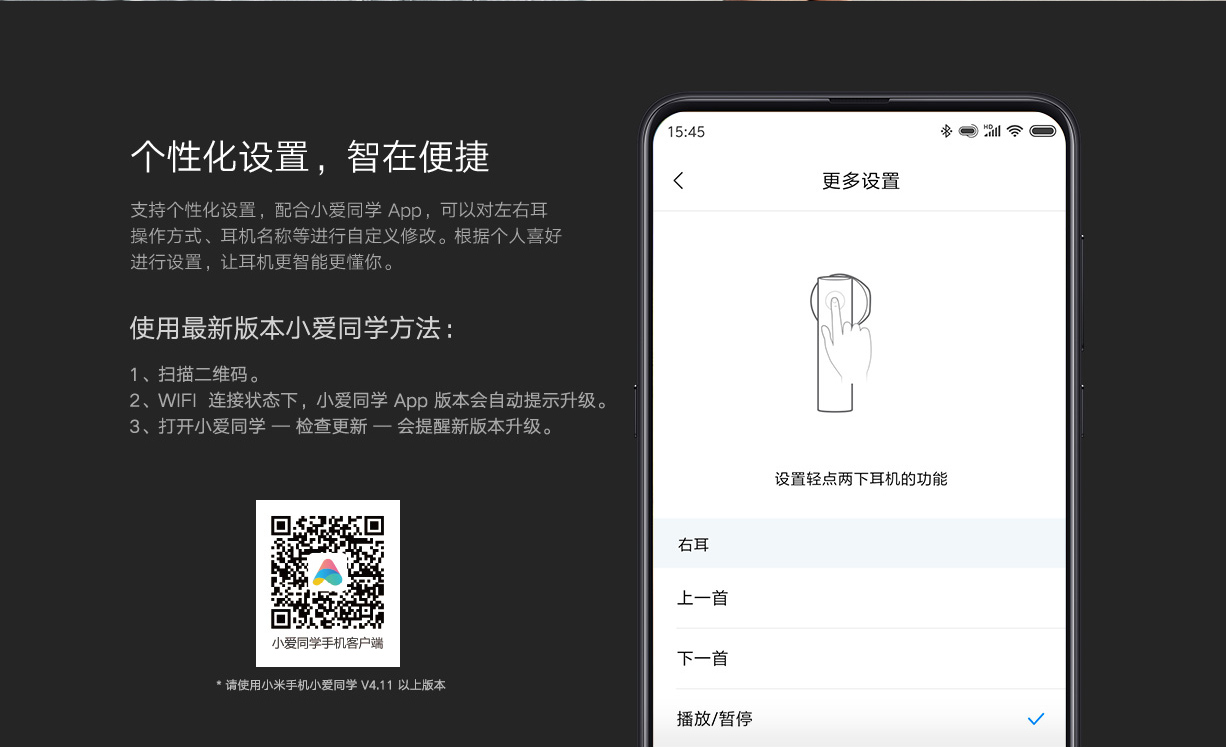 个性化设置，智在便捷
支持个性化设置，配合小爱同学 App，可以对左右耳
操作方式、耳机名称等进行自定义修改。根据个人喜好
进行设置，让耳机更智能更懂你。
使用最新版本小爱同学方法：
1、扫描二维码。
2、WIFI 连接状态下，小爱同学 App 版本会自动提示升级。
3、打开小爱同学 — 检查更新 — 会提醒新版本升级。
小爱同学手机客户端
* 请使用小米手机小爱同学 V4.11 以上版本
15:45
HD
更多设置
设置轻点两下耳机的功能
右耳
上一首
下一首
播放/暂停